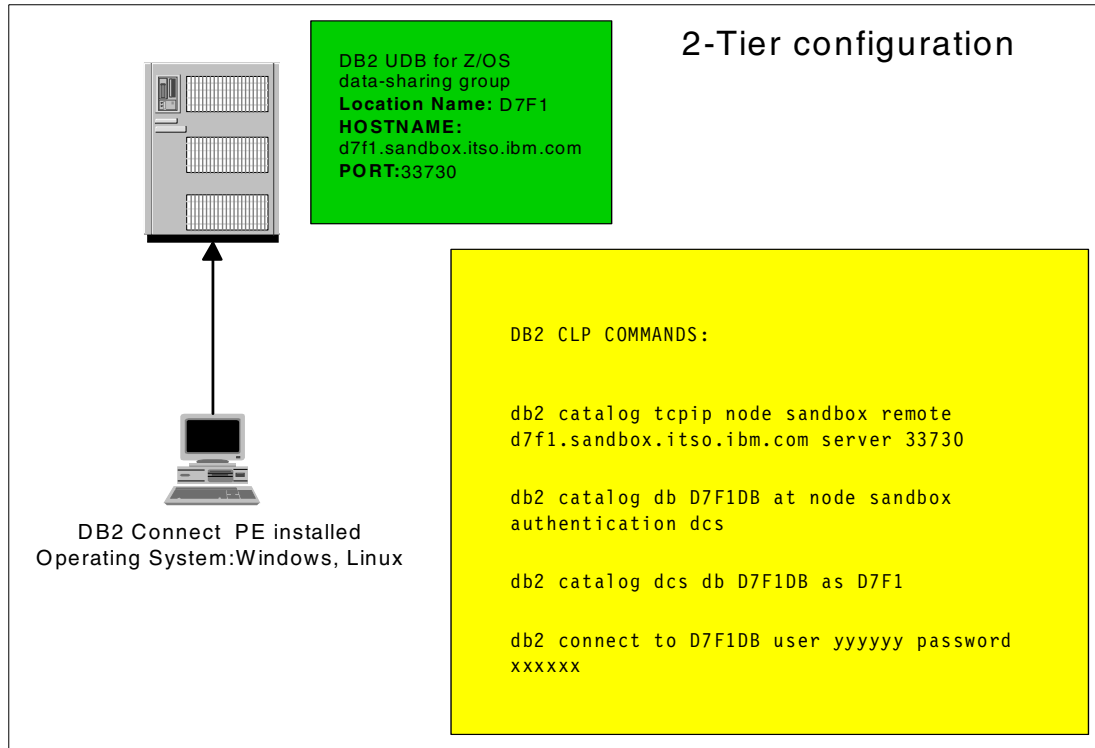 2-Tier configuration
DB2 UDB for Z/OS
data-sharing group
Location Name: D7F1
HOSTNAME:
d7f1.sandbox.itso.ibm.com
PORT:33730
DB2 CLP COMMANDS:
db2 catalog tcpip node sandbox remote
d7f1.sandbox.itso.ibm.com server 33730
db2 catalog db D7F1DB at node sandbox
authentication dcs
db2 catalog dcs db D7F1DB as D7F1
db2 connect to D7F1DB user yyyyyy password
xxxxxx
DB2 Connect PE installed
Operating System:Windows, Linux